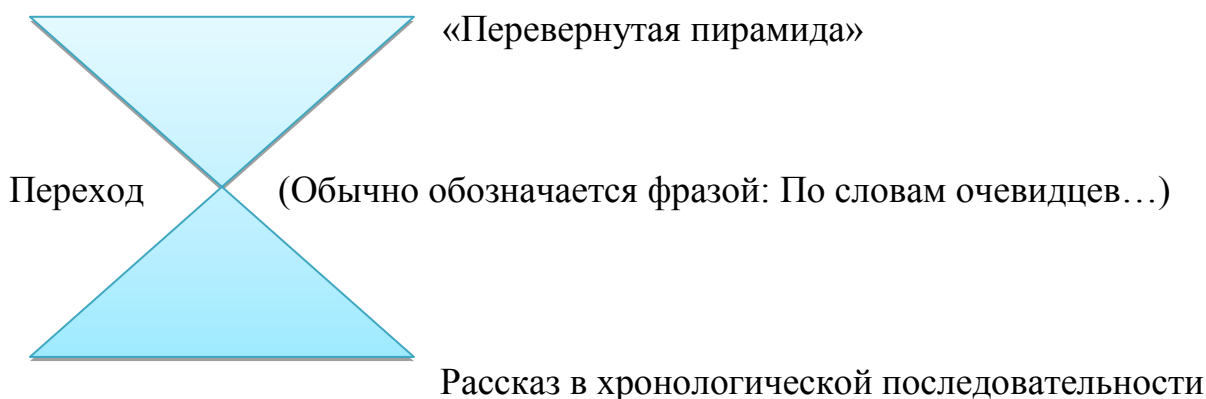 «Перевернутая пирамида»
Переход (Обычно обозначается фразой: По словам очевидцев…)
Рассказ в хронологической последовательности